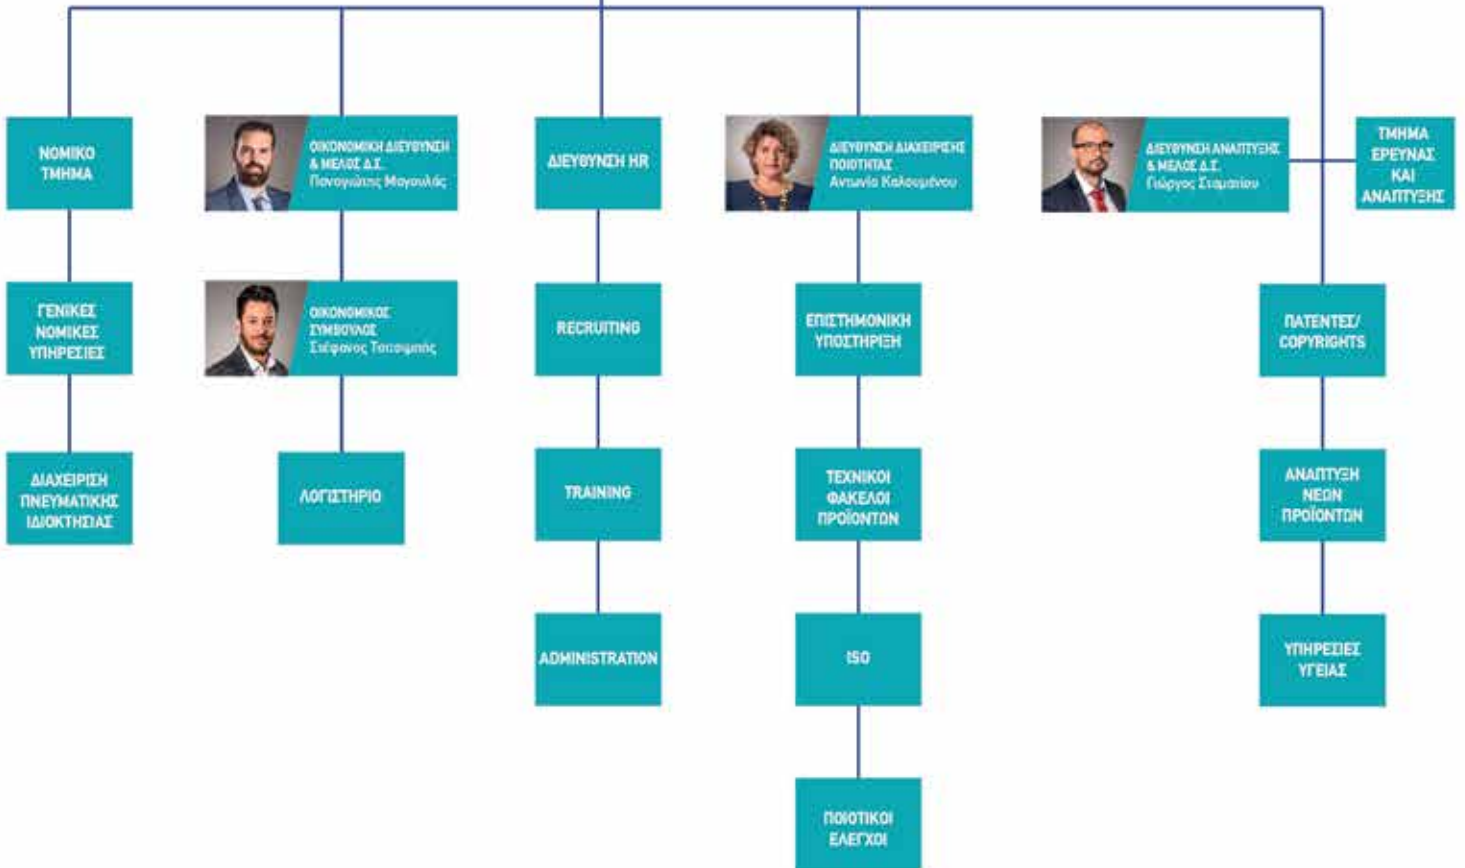 ΝΟΜΙΚΟ
ΤΜΗΜΑ
ΓΕΝΙΚΕΣ
ΝΟΜΙΚΕΣ
ΥΠΗΡΕΣΙΕΣ
ΔΙΑΧΕΙΡΙΣΗ
ΠΝΕΥΜΑΤΙΚΗΣ
ΙΔΙΟΚΤΗΣΙΑΣ
ΟΙΚΟΝΟΜΙΚΗ ΔΙΕΥΘΥΝΣΗ
& ΜΕΛΟΣ Δ.Σ.
Παναγιώτης Μαγουλάς
ΟΙΚΟΝΟΜΙΚΟΣ
ΣΥΜΒΟΥΛΟΣ
Στέφανος
ΛΟΓΙΣΤΗΡΙΟ
ΔΙΕΥΘΥΝΣΗ HR
RECRUITING
TRAINING
ADMINISTRATION
ΔΙΕΥΘΥΝΣΗ ΔΙΑΧΕΙΡΙΣΗΣ
ΠΟΙΟΤΗΤΑΣ
Αντωνία Καλουμένου
ΕΠΙΣΤΗΜΟΝΙΚΗ
ΥΠΟΣΤΗΡΙΞΗ
ΤΕΧΝΙΚΟΙ
ΦΑΚΕΛΟΙ
ΠΡΟΪΟΝΤΩΝ
ISO
ΠΟΙΟΤΙΚΟΙ
ΕΛΕΓΧΟΙ
ΔΙΕΥΘΥΝΣΗ ΑΝΑΠΤΥΞΗΣ
& ΜΕΛΟΣ Δ.Σ.
Γιώργος Σταματίου
ΤΜΗΜΑ
ΕΡΕΥΝΑΣ
ΚΑΙ
ΑΝΑΠΤΥΞΗΣ
ΠΑΤΕΝΤΕΣ/
COPYRIGHTS
ΑΝΑΠΤΥΞΗ
ΝΕΩΝ
ΠΡΟΪΟΝΤΩΝ
ΥΠΗΡΕΣΙΕΣ
ΥΓΕΙΑΣ